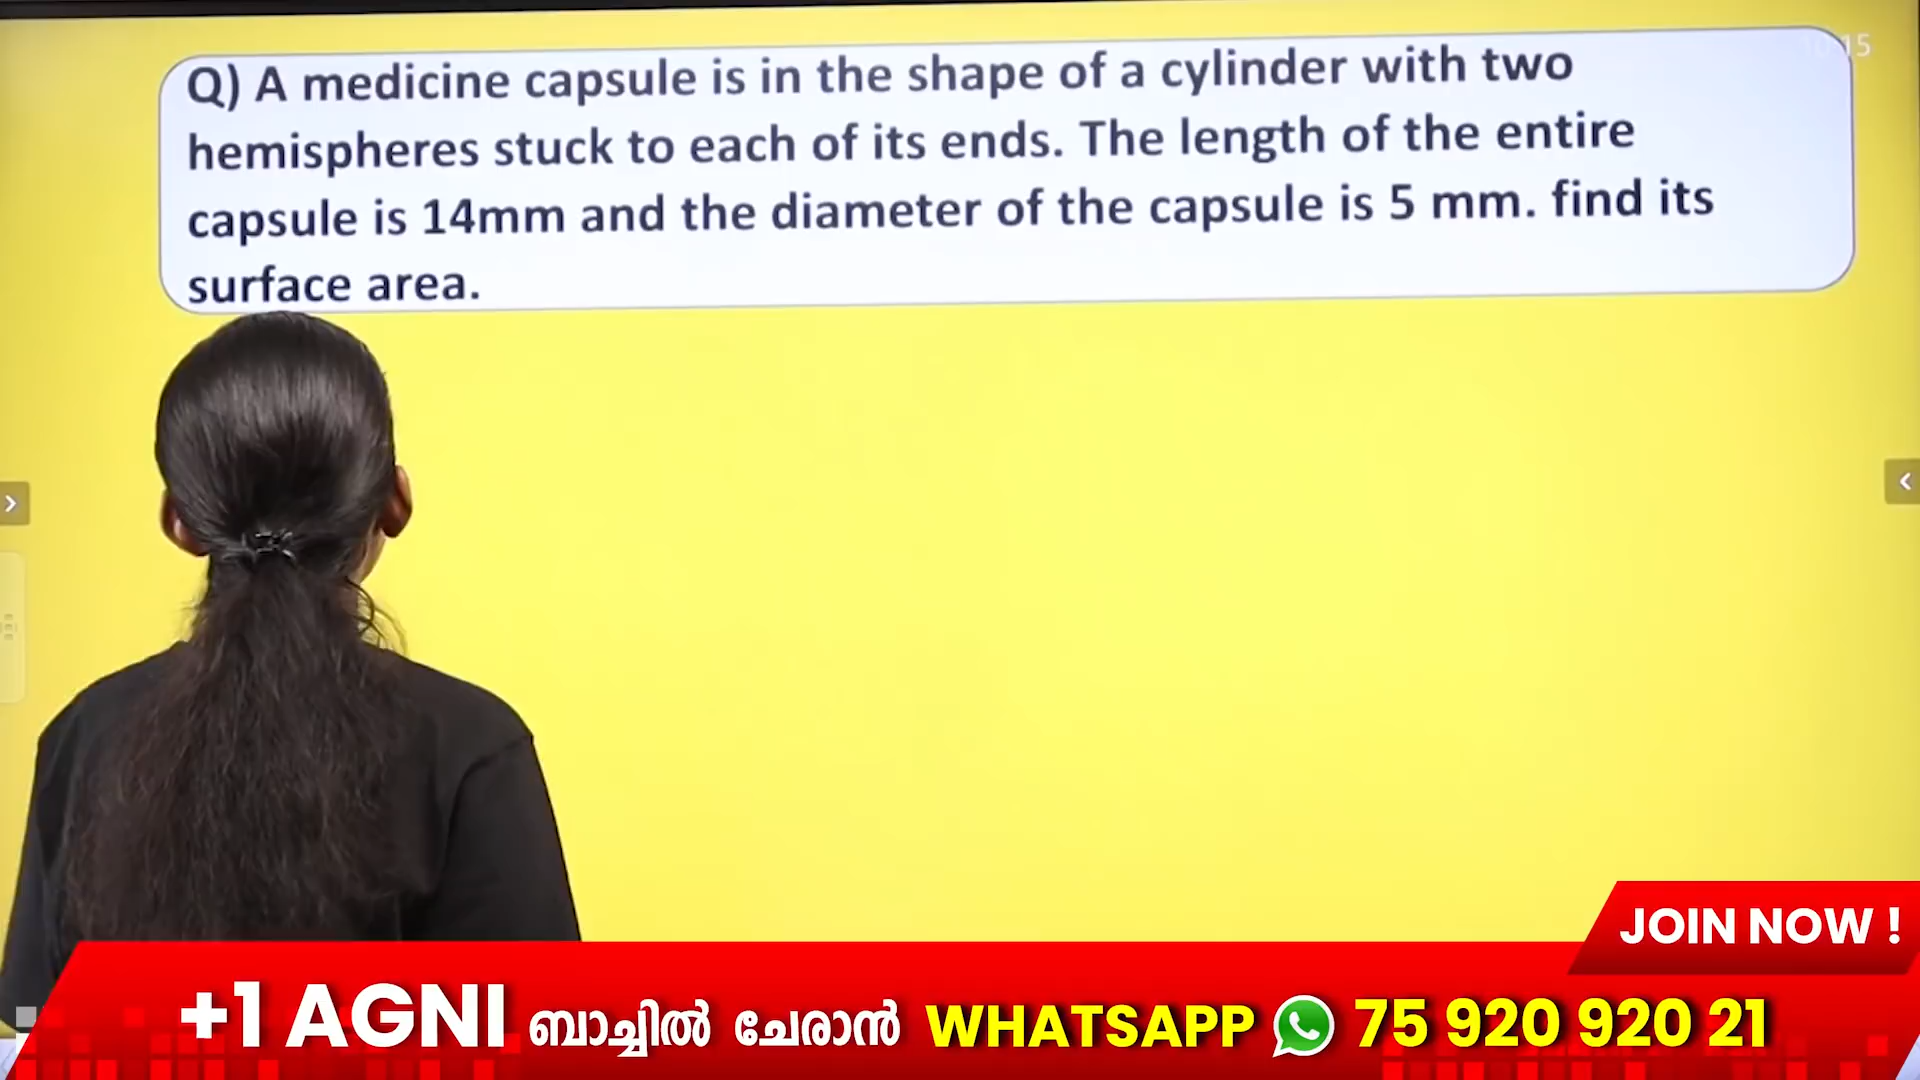 Q) A medicine capsule is in the shape of a cylinder with two
hemispheres stuck to each of its ends. The length of the entire
capsule is 14mm and the diameter of the capsule is 5 mm. find its
surface area.
JOIN NOW !
+1 AGNI ബാച്ചിൽ ചേരാൻ WHATSAPP 75 920 920 21